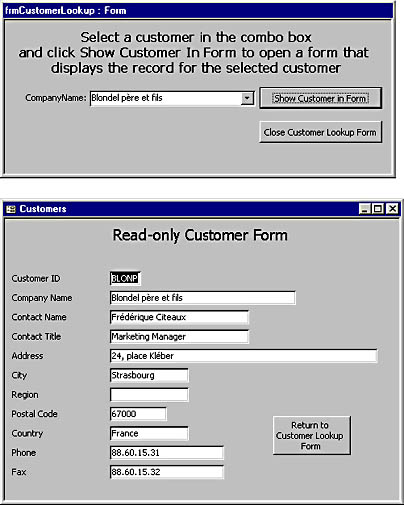 frmCustomerLookup : Form
Select a customer in the combo box
and click Show Customer In Form to open a form that
displays the record for the selected customer
CompanyName: Blondel père et fils Show Customer in Form
Close Customer Lookup Form
Customers
Read-only Customer Form
Customer ID BLONP
Company Name Blondel père et fils
Contact Name Frédérique Citeaux
Contact Title Marketing Manager
Address 24, place Kléber
City Strasbourg
Region
Postal Code 67000
Country France
Phone 88.60.15.31
Fax 88.60.15.32
Return to
Customer Lookup
Form